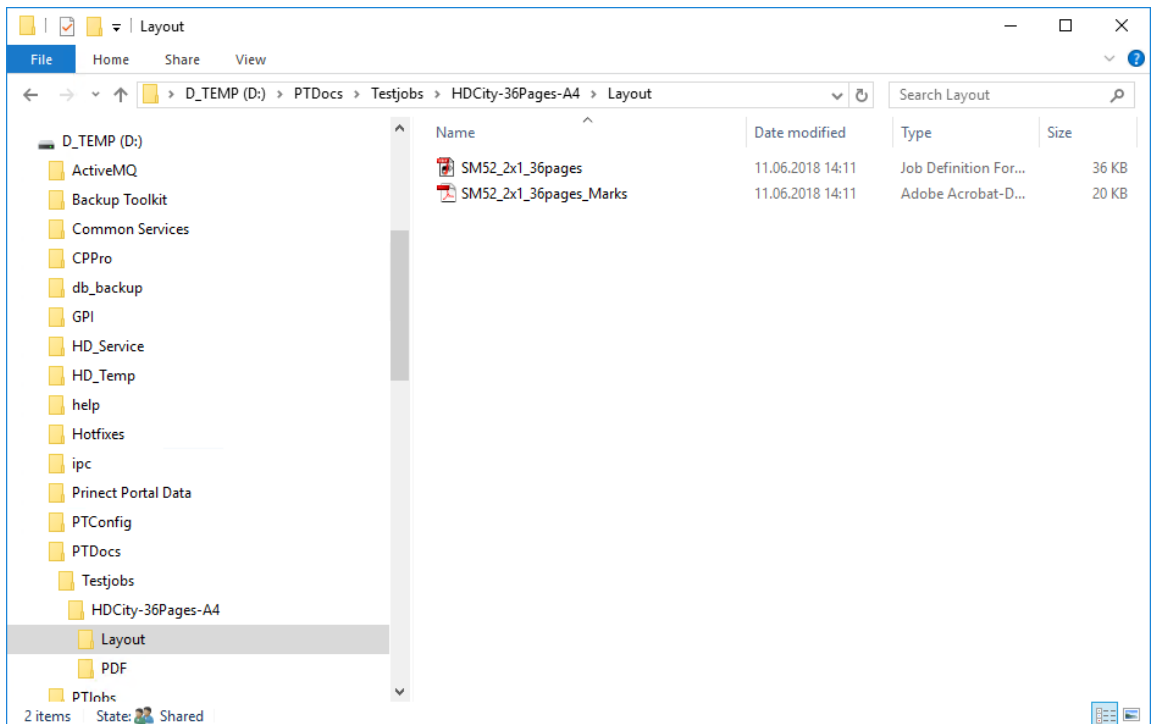 Layout
File Home Share View
D_TEMP (D:) > PTDocs > Testjobs > HDCity-36Pages-A4 > Layout
Search Layout
D_TEMP (D:)
ActiveMQ
Backup Toolkit
Common Services
CPPro
db_backup
GPI
HD_Service
HD_Temp
help
Hotfixes
ipc
Prinect Portal Data
PTConfig
PTDocs
Testjobs
HDCity-36Pages-A4
Layout
PDF
PTJobs
Name Date modified Type Size
SM52_2x1_36pages 11.06.2018 14:11 Job Definition For... 36 KB
SM52_2x1_36pages_Marks 11.06.2018 14:11 Adobe Acrobat-D... 20 KB
2 items State: Shared